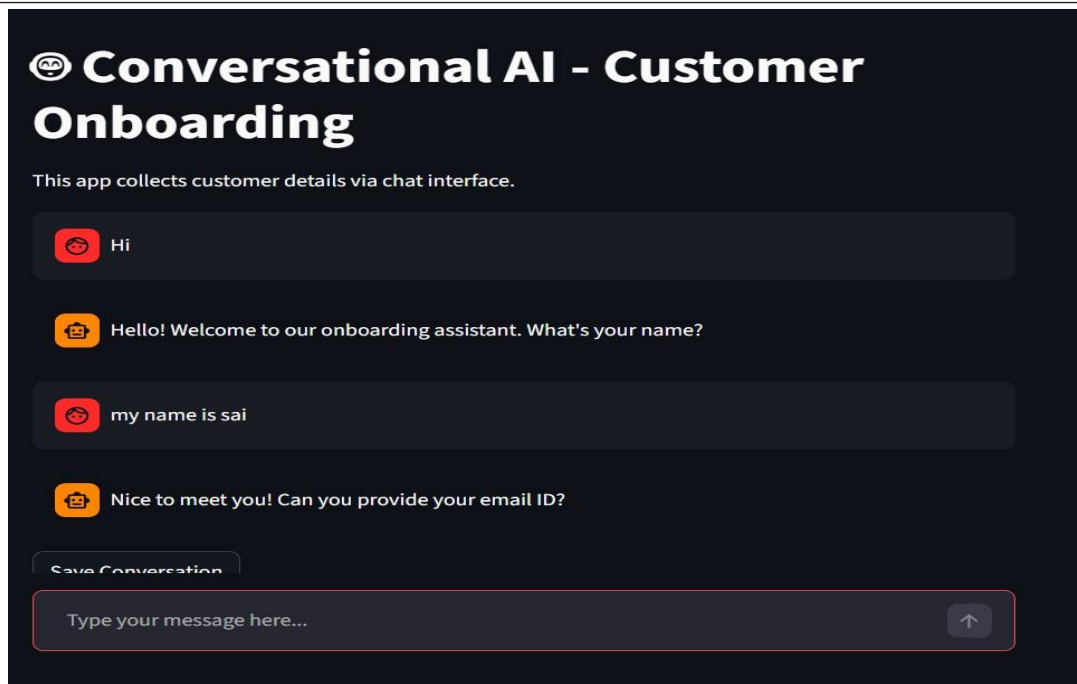 Conversational AI - Customer
Onboarding
This app collects customer details via chat interface.
Hi
Hello! Welcome to our onboarding assistant. What's your name?
my name is sai
Nice to meet you! Can you provide your email ID?
Save Conversation
Type your message here...